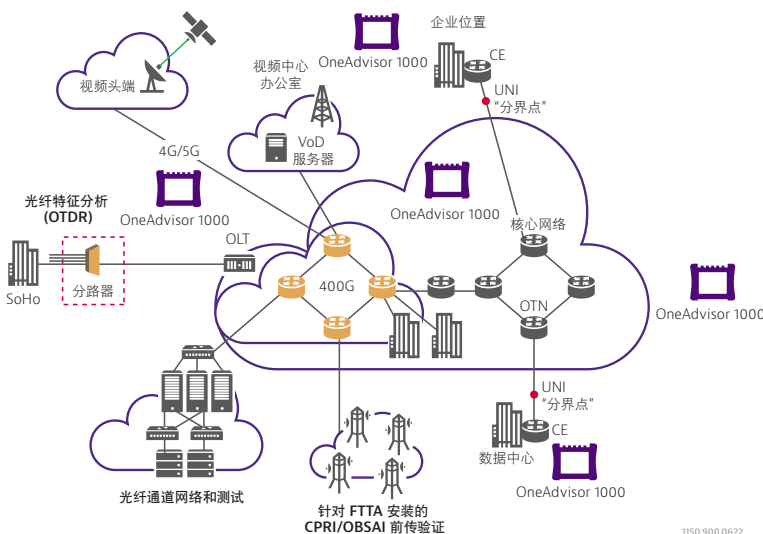 企业位置
OneAdvisor 1000
CE
视频中心
办公室
视频头端
UNI
“分界点”
VoD
服务器
4G/5G
光纤特征分析
(OTDR)
OneAdvisor 1000
OneAdvisor 1000
核心网络
OLT
SoHo
分路器
400G
OTN
OneAdvisor 1000
UNI
“分界点”
CE
数据中心
OneAdvisor 1000
光纤通道网络和测试
针对 FTTA 安装的
CPRI/OBSAI 前传验证
1150.900.0622